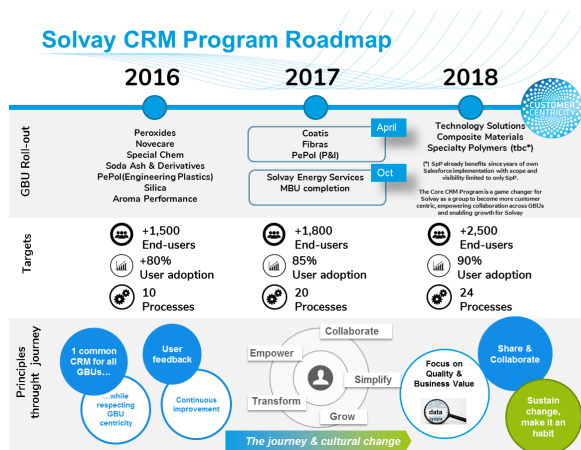 Solvay CRM Program Roadmap
2016
2017
2018
CUSTOMER
CENTRICITY
GBU Roll-out
Peroxides
Novecare
Special Chem
Soda Ash & Derivatives
PePol(Engineering Plastics)
Silica
Aroma Performance
April
Coatis
Fibras
PePol (P&I)
Oct
Solvay Energy Services
MBU completion
Technology Solutions
Composite Materials
Specialty Polymers (tbc*)
(*) SpP already benefits since years of own
Salesforce implementation with scope and
visibility limited to only SpP.
The Core CRM Program is a game changer for
Solvay as a group to become more customer
centric, empowering collaboration across GBUs
and enabling growth for Solvay
Targets
+1,500
End-users
+80%
User adoption
10
Processes
+1,800
End-users
85%
User adoption
20
Processes
+2,500
End-users
90%
User adoption
24
Processes
Principles
throught journey
1 common
CRM for all
GBUs...
...while
respecting
GBU
centricity
User
feedback
Continuous
improvement
Collaborate
Empower
Simplify
Transform
Grow
The journey & cultural change
Focus on
Quality &
Business Value
data
Share &
Collaborate
Sustain
change,
make it an
habit